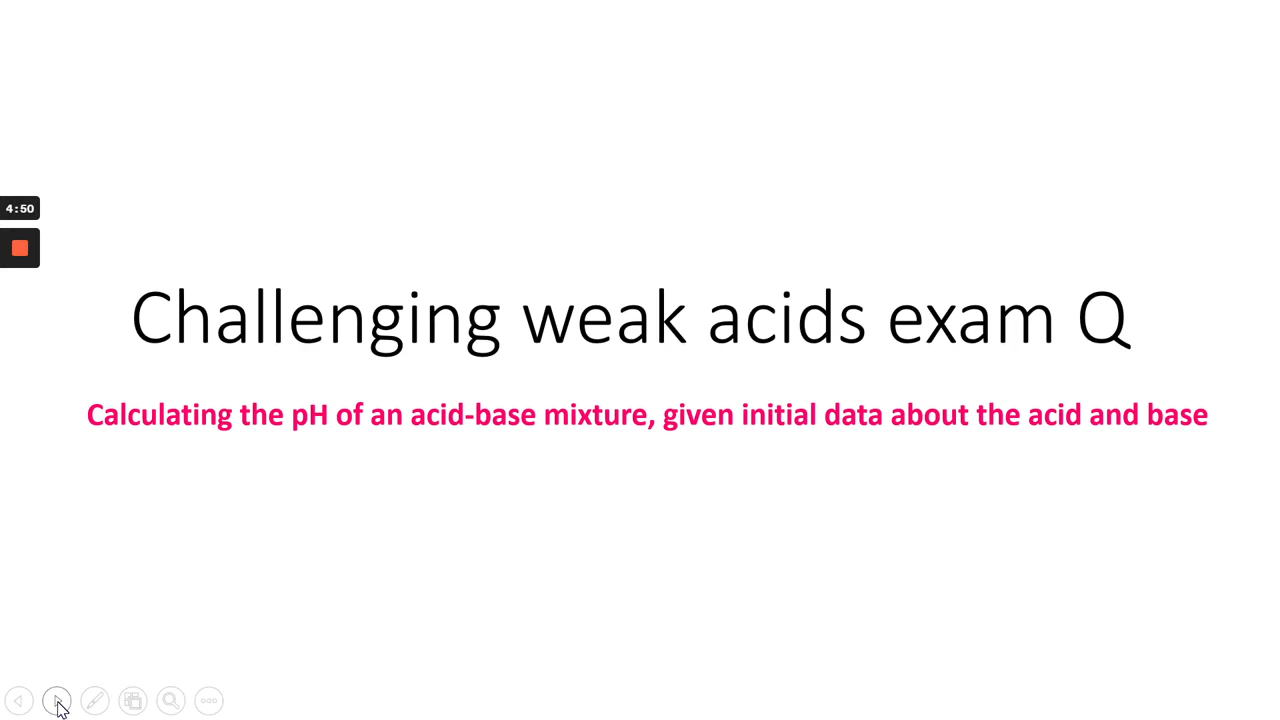 4:50
Challenging weak acids exam Q
Calculating the pH of an acid-base mixture, given initial data about the acid and base